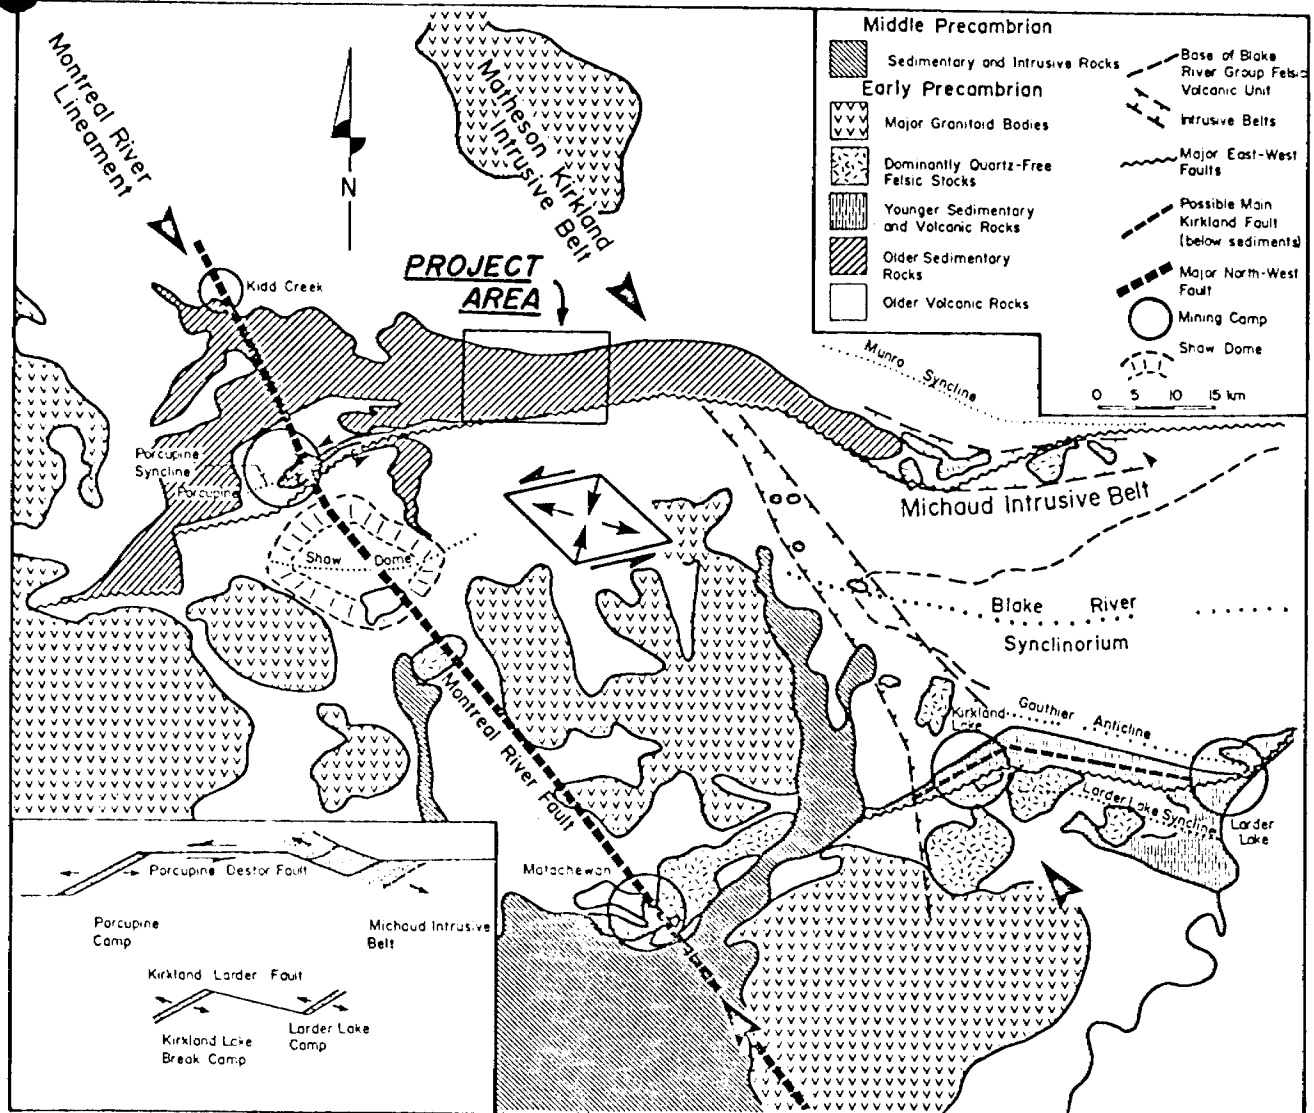 Montreal River
Lineament
Matheson Kirkland
Intrusive Belt
N
PROJECT
AREA
Kidd Creek
Middle Precambrian
Sedimentary and Intrusive Rocks
Early Precambrian
Major Granitoid Bodies
Dominantly Quartz-Free
Felsic Stocks
Younger Sedimentary
and Volcanic Rocks
Older Sedimentary
Rocks
Older Volcanic Rocks
Base of Blake
River Group Felsic
Volcanic Unit
Intrusive Belts
Major East-West
Faults
Possible Main
Kirkland Fault
(below sediments)
Major North-West
Fault
Mining Camp
Shaw Dome
0 5 10 15 km
Munro Syncline
Porcupine
Syncline
Porcupine
Michaud Intrusive Belt
Shaw Dome
Blake River
Synclinorium
Montreal River Fault
Kirkland
Lake
Gauthier Anticline
Larder Lake Syncline
Larder
Lake
Matachewan
Porcupine Destor Fault
Porcupine
Camp
Michaud Intrusive
Belt
Kirkland Larder Fault
Kirkland Lake
Break Camp
Larder Lake
Camp